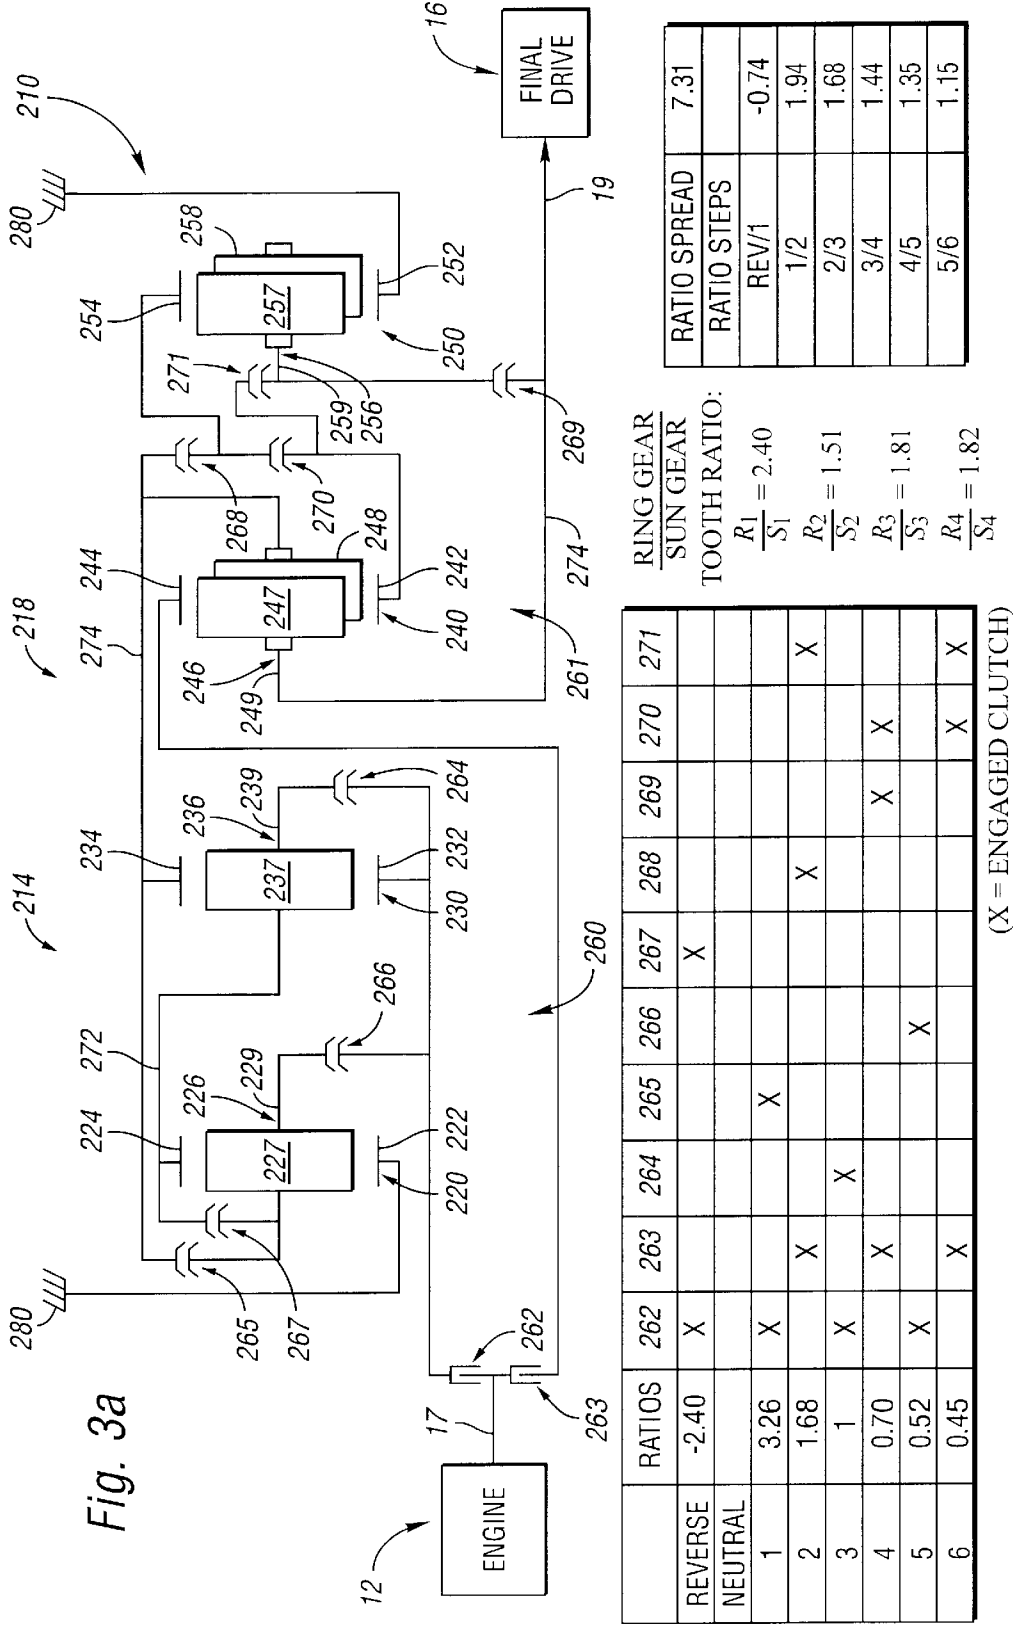 Fig. 3a
210
214
218
280
280
272
274
224
234
244
254
258
226
229
236
239
246
249
247
248
257
259
256
227
237
271
268
270
269
265
267
266
264
222
220
232
230
242
240
252
250
260
261
274
19
16
FINAL
DRIVE
12
ENGINE
17
262
263
RATIOS 262 263 264 265 266 267 268 269 270 271
REVERSE -2.40 X X
NEUTRAL
1 3.26 X X
2 1.68 X X X
3 1 X X
4 0.70 X X X
5 0.52 X X
6 0.45 X X X
(X = ENGAGED CLUTCH)
RING GEAR
SUN GEAR
TOOTH RATIO:
R1/S1 = 2.40
R2/S2 = 1.51
R3/S3 = 1.81
R4/S4 = 1.82
RATIO SPREAD 7.31
RATIO STEPS
REV/1 -0.74
1/2 1.94
2/3 1.68
3/4 1.44
4/5 1.35
5/6 1.15